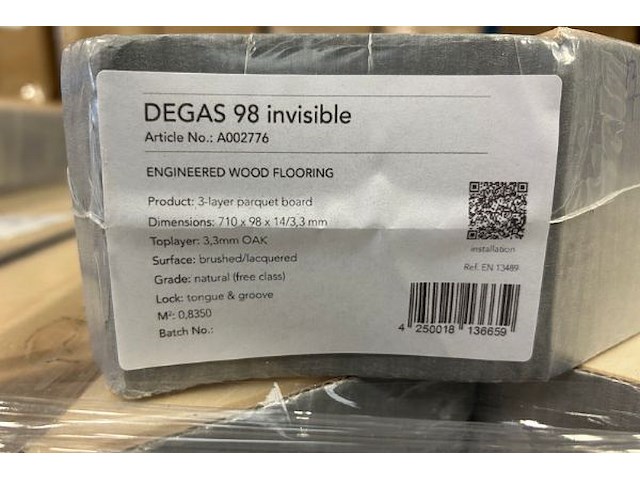 DEGAS 98 invisible
Article No.: A002776
ENGINEERED WOOD FLOORING
Product: 3-layer parquet board
Dimensions: 710 x 98 x 14/3,3 mm
Toplayer: 3,3mm OAK
Surface: brushed/lacquered
Grade: natural (free class)
Lock: tongue & groove
M²: 0,8350
Batch No.:
installation
Ref. EN 13489
4 250018 136659